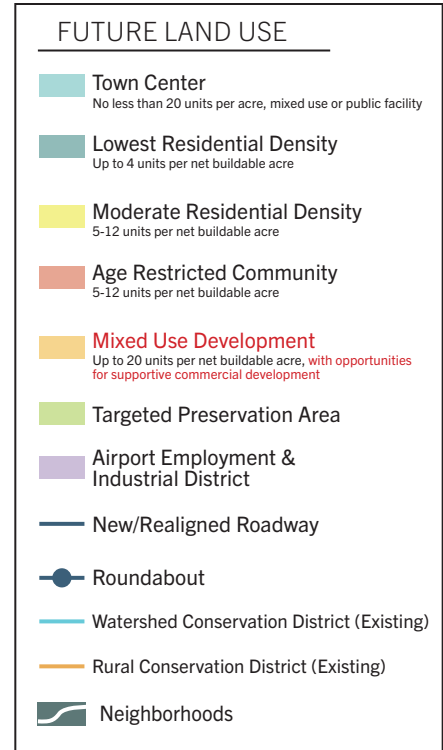 FUTURE LAND USE
Town Center
No less than 20 units per acre, mixed use or public facility
Lowest Residential Density
Up to 4 units per net buildable acre
Moderate Residential Density
5-12 units per net buildable acre
Age Restricted Community
5-12 units per net buildable acre
Mixed Use Development
Up to 20 units per net buildable acre, with opportunities
for supportive commercial development
Targeted Preservation Area
Airport Employment &
Industrial District
New/Realigned Roadway
Roundabout
Watershed Conservation District (Existing)
Rural Conservation District (Existing)
Neighborhoods